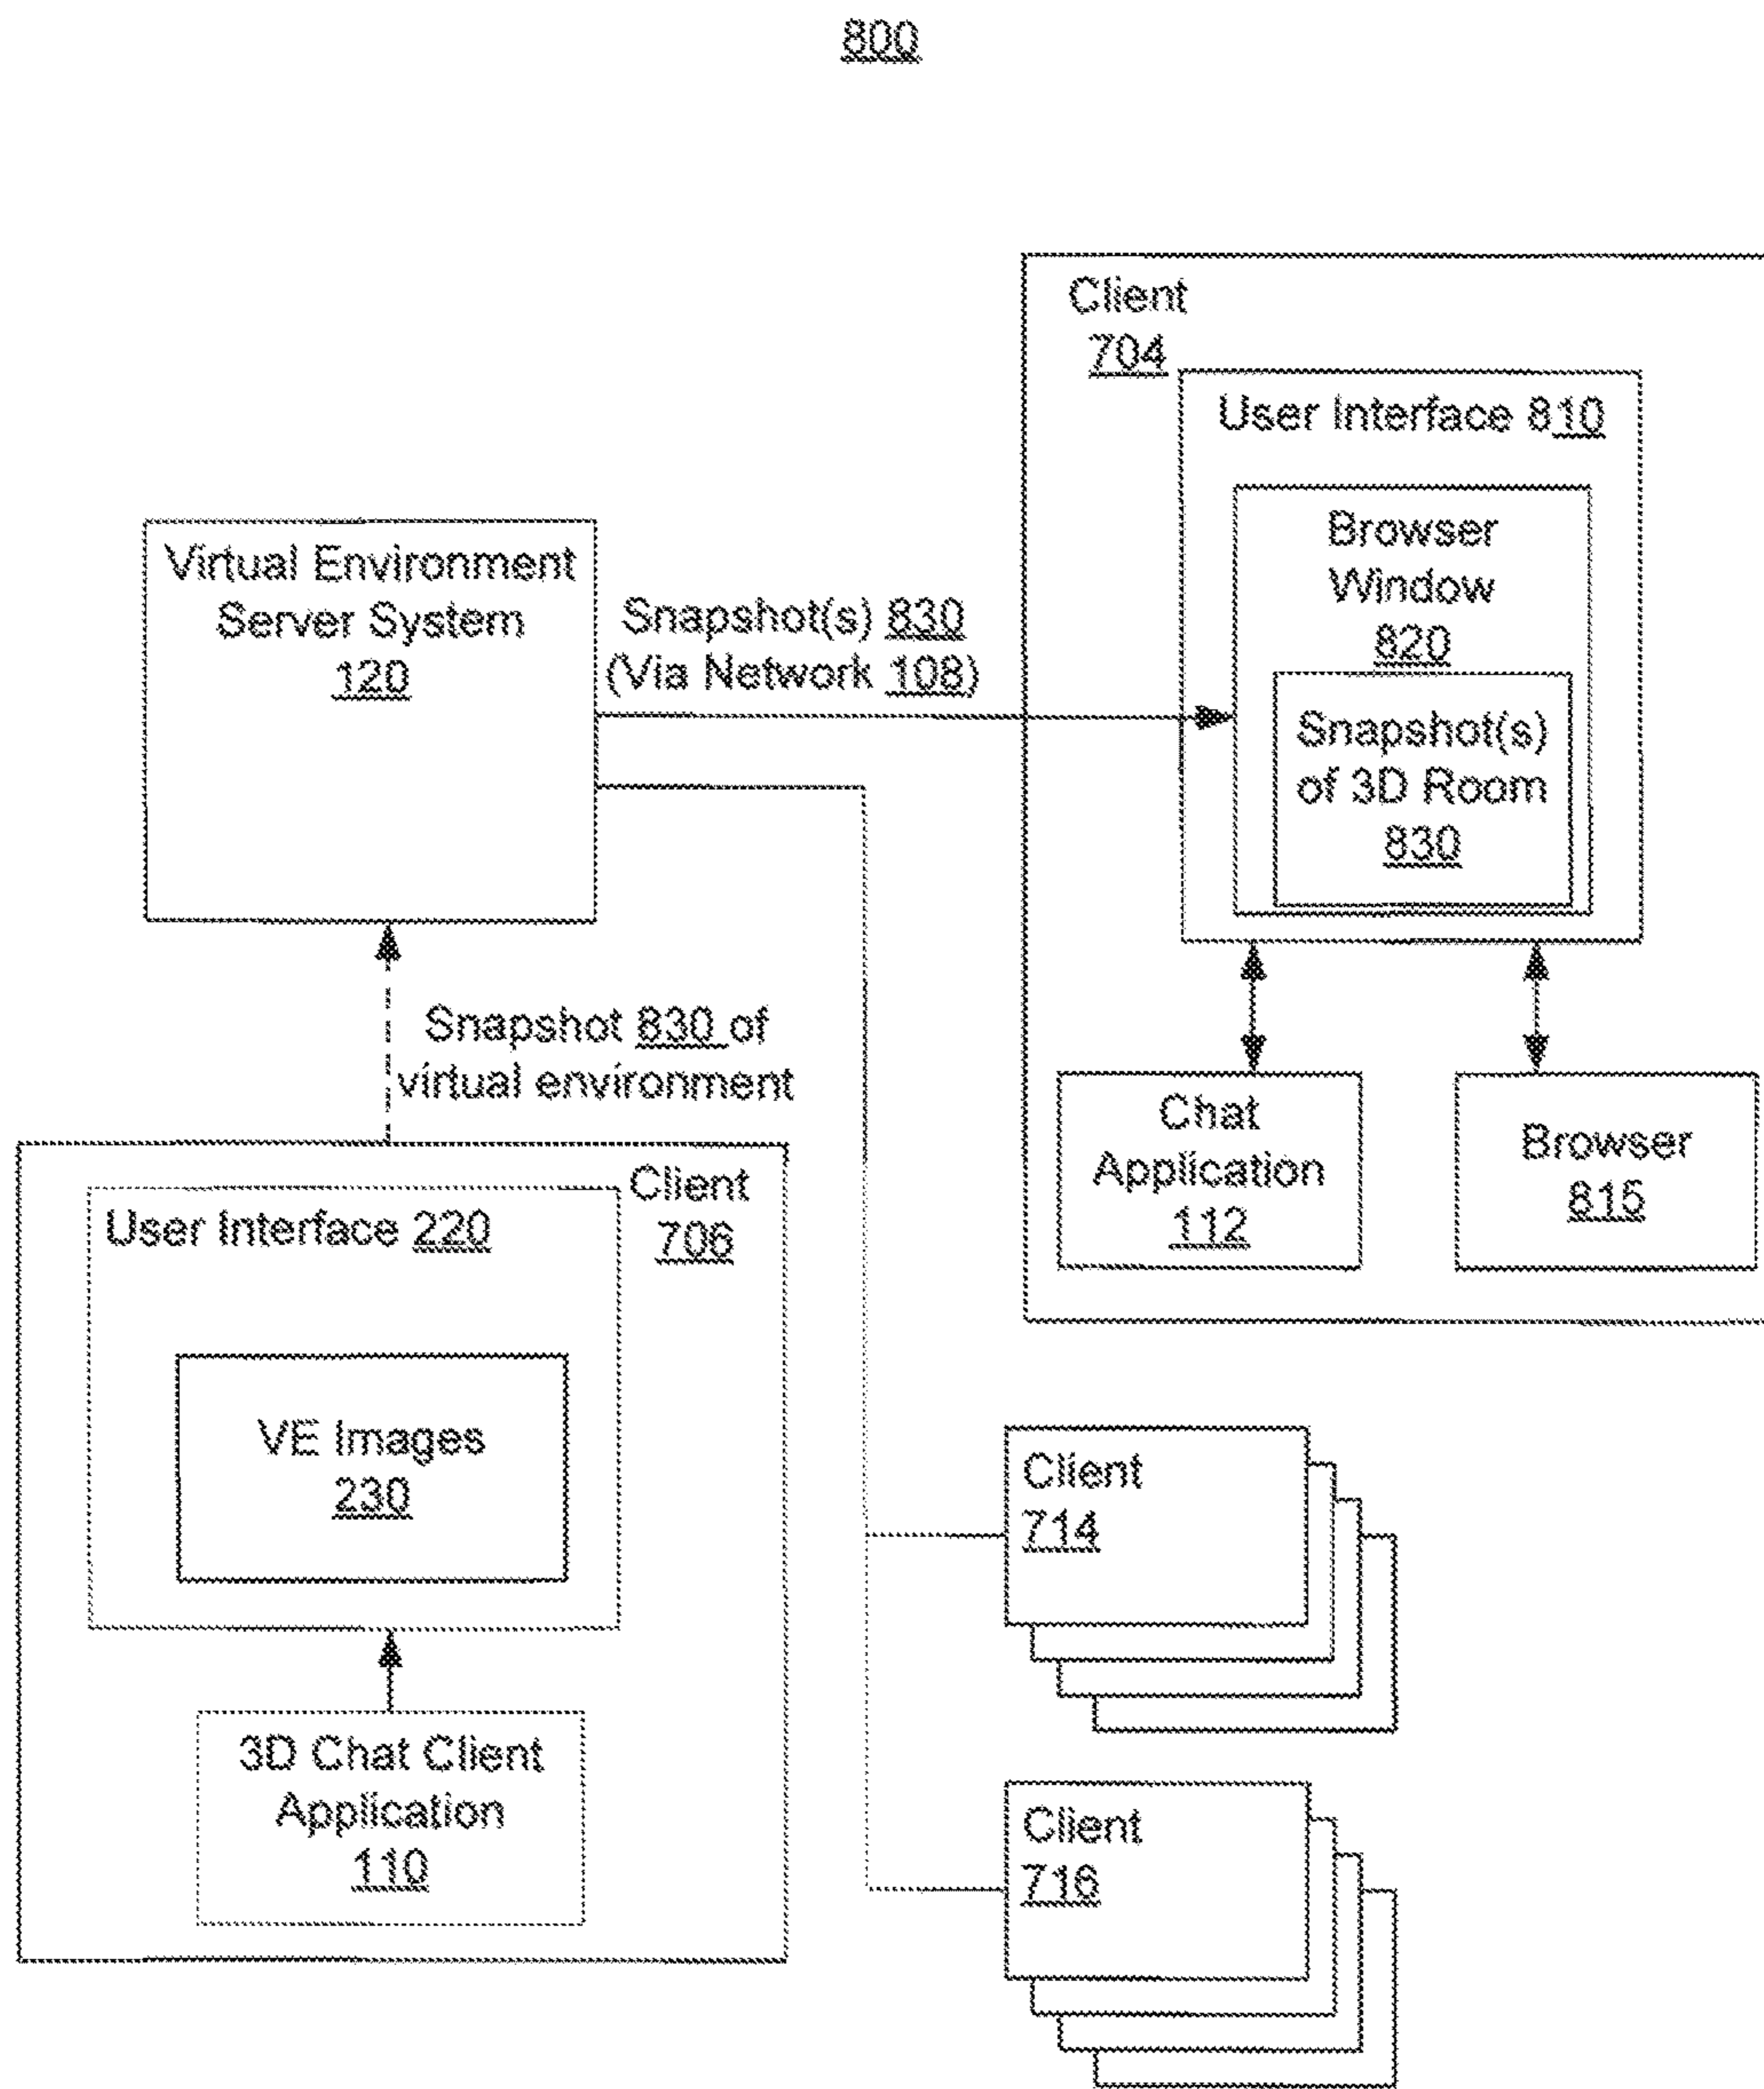 800
Client
704
User Interface 810
Browser
Window
820
Snapshot(s)
of 3D Room
830
Virtual Environment
Server System
120
Snapshot(s) 830
(Via Network 108)
Snapshot 830 of
virtual environment
Chat
Application
112
Browser
815
Client
706
User Interface 220
VE Images
230
3D Chat Client
Application
110
Client
714
Client
716